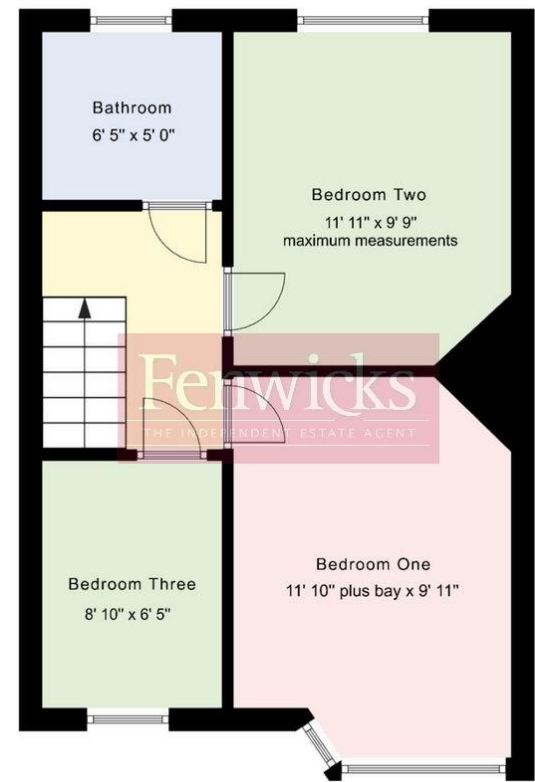 Bathroom
6' 5" x 5' 0"
Bedroom Two
11' 11" x 9' 9"
maximum measurements
Fenwicks
THE INDEPENDENT ESTATE AGENT
Bedroom One
11' 10" plus bay x 9' 11"
Bedroom Three
8' 10" x 6' 5"